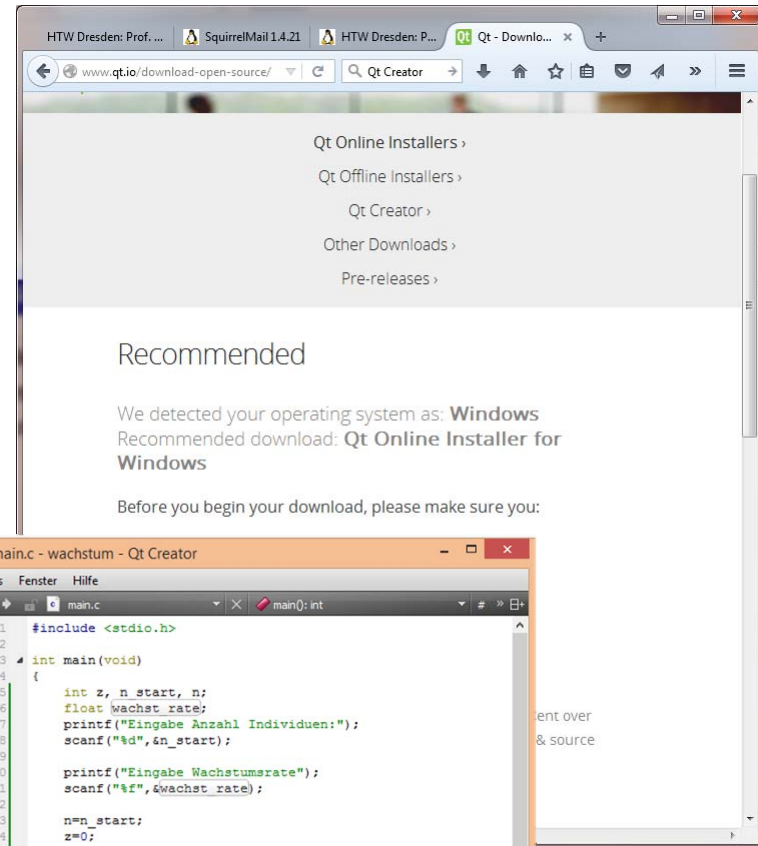 HTW Dresden: Prof. ... SquirrelMail 1.4.21 HTW Dresden: P... Qt - Downlo...
www.qt.io/download-open-source/ Qt Creator
Qt Online Installers ›
Qt Offline Installers ›
Qt Creator ›
Other Downloads ›
Pre-releases ›
Recommended
We detected your operating system as: Windows
Recommended download: Qt Online Installer for
Windows
Before you begin your download, please make sure you:
main.c - wachstum - Qt Creator
s Fenster Hilfe
main.c main(): int # »
1 #include <stdio.h>
2
3 int main(void)
4 {
5 int z, n_start, n;
6 float wachst_rate;
7 printf("Eingabe Anzahl Individuen:");
8 scanf("%d",&n_start);
9
0 printf("Eingabe Wachstumsrate");
1 scanf("%f",&wachst_rate);
2
3 n=n_start;
4 z=0;
ent over
& source